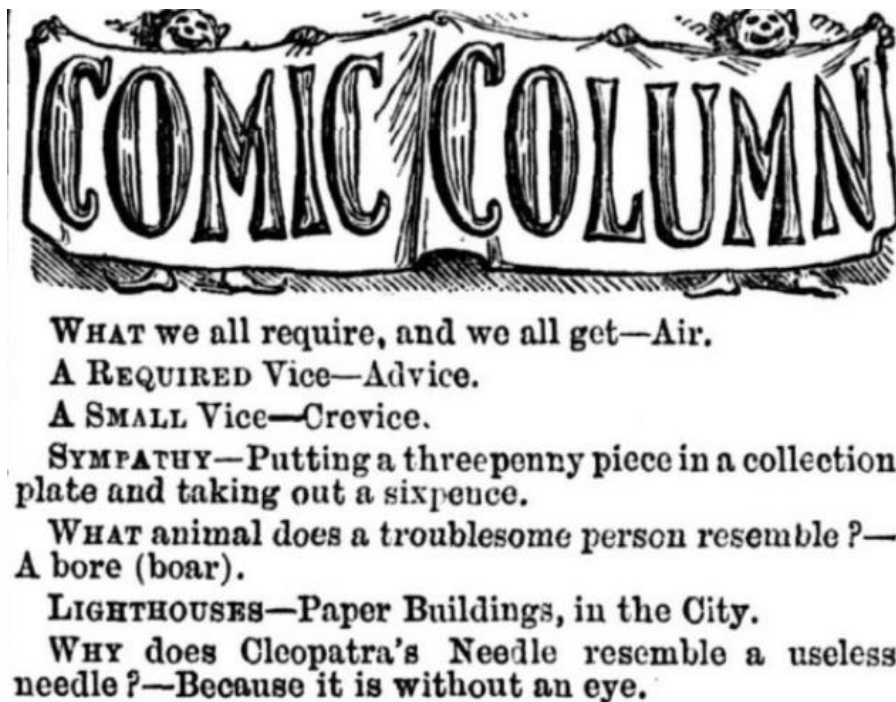 COMIC COLUMN
WHAT we all require, and we all get—Air.
A REQUIRED Vice—Advice.
A SMALL Vice—Crevice.
SYMPATHY—Putting a threepenny piece in a collection
plate and taking out a sixpence.
WHAT animal does a troublesome person resemble ?—
A bore (boar).
LIGHTHOUSES—Paper Buildings, in the City.
WHY does Cleopatra's Needle resemble a useless
needle ?—Because it is without an eye.